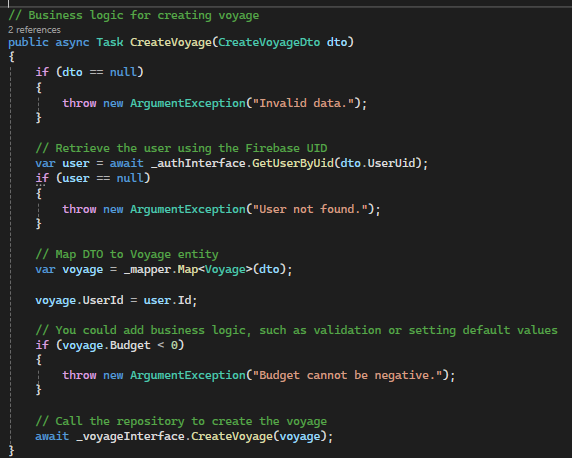 // Business logic for creating voyage
2 references
public async Task CreateVoyage(CreateVoyageDto dto)
{
if (dto == null)
{
throw new ArgumentException("Invalid data.");
}
// Retrieve the user using the Firebase UID
var user = await _authInterface.GetUserByUid(dto.UserUid);
if (user == null)
{
throw new ArgumentException("User not found.");
}
// Map DTO to Voyage entity
var voyage = _mapper.Map<Voyage>(dto);
voyage.UserId = user.Id;
// You could add business logic, such as validation or setting default values
if (voyage.Budget < 0)
{
throw new ArgumentException("Budget cannot be negative.");
}
// Call the repository to create the voyage
await _voyageInterface.CreateVoyage(voyage);
}